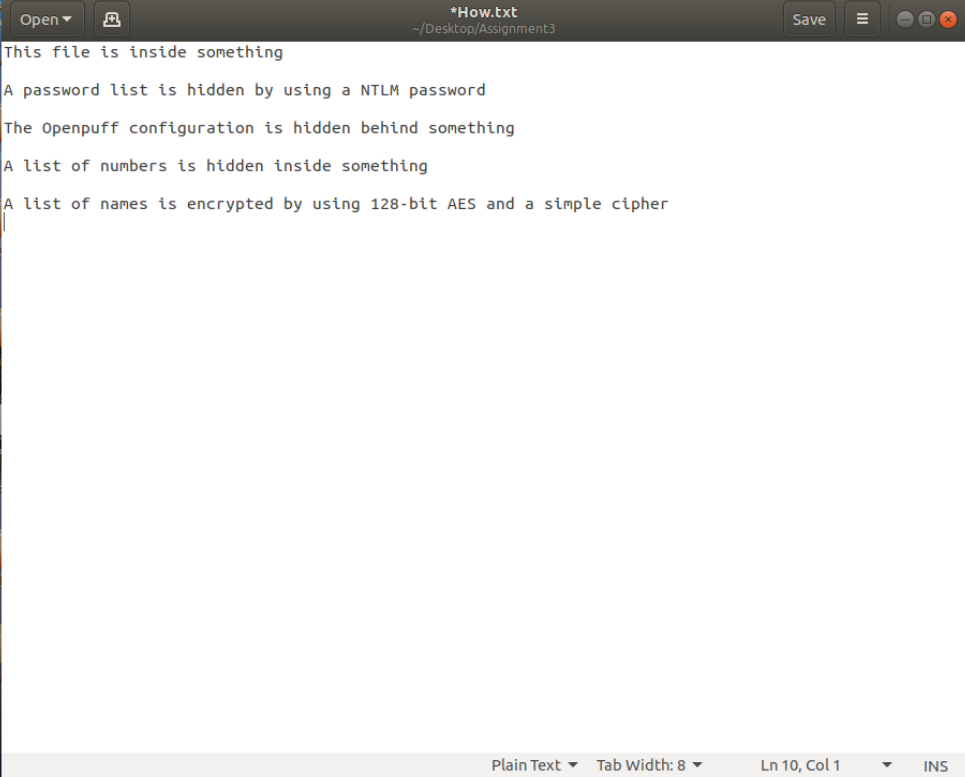 Open
*How.txt
~/Desktop/Assignment3
Save
This file is inside something
A password list is hidden by using a NTLM password
The Openpuff configuration is hidden behind something
A list of numbers is hidden inside something
A list of names is encrypted by using 128-bit AES and a simple cipher
Plain Text Tab Width: 8 Ln 10, Col 1 INS